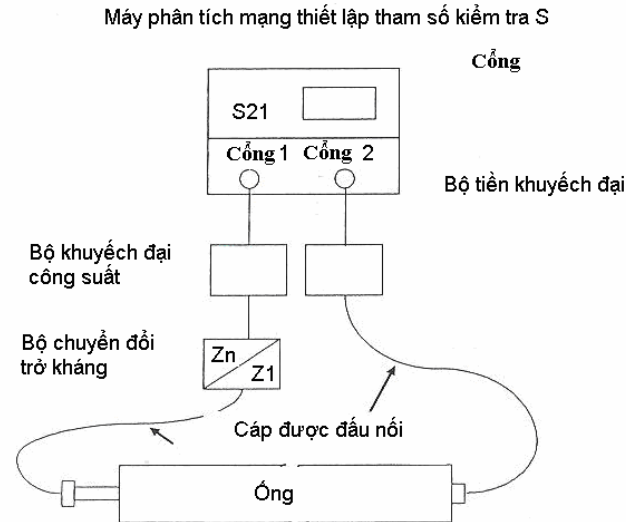 Máy phân tích mạng thiết lập tham số kiểm tra S
Cổng
S21
Cổng 1 Cổng 2
Bộ tiền khuyếch đại
Bộ khuyếch đại
công suất
Bộ chuyển đổi
trở kháng
Zn
Z1
Cáp được đấu nối
Ống